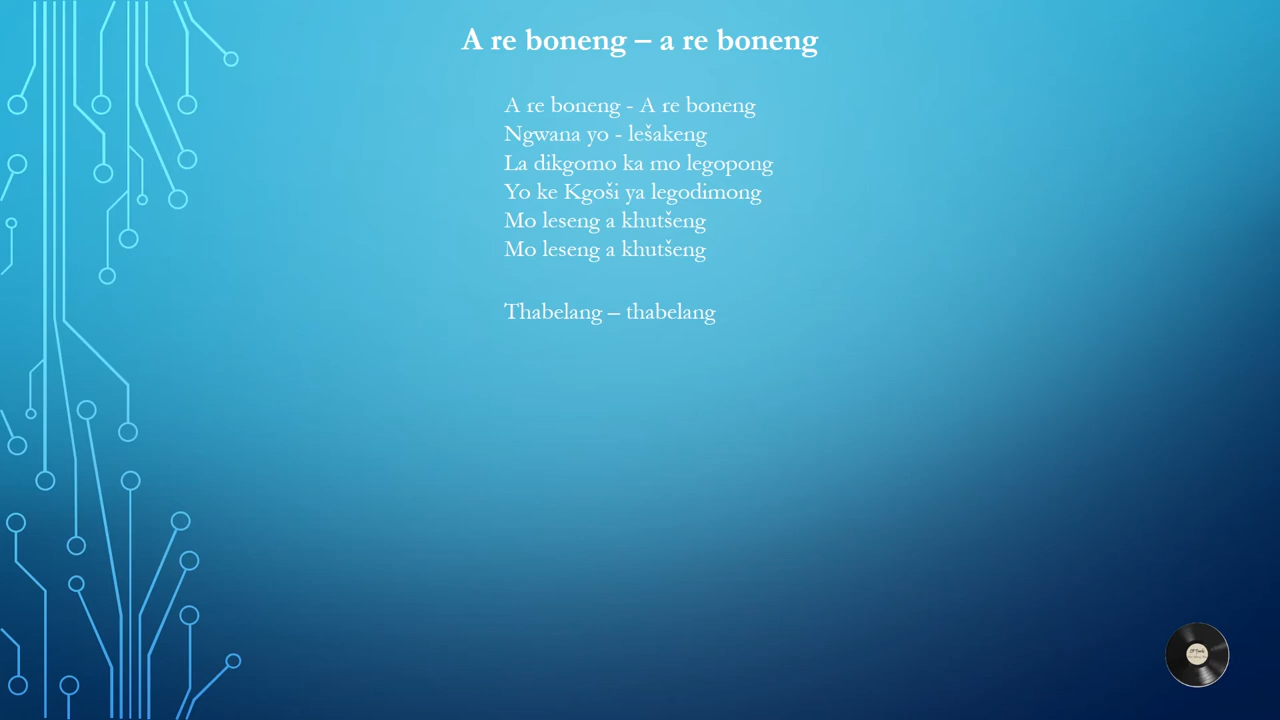 A re boneng – a re boneng
A re boneng - A re boneng
Ngwana yo - lešakeng
La dikgomo ka mo legopong
Yo ke Kgoši ya legodimong
Mo leseng a khutšeng
Mo leseng a khutšeng
Thabelang – thabelang